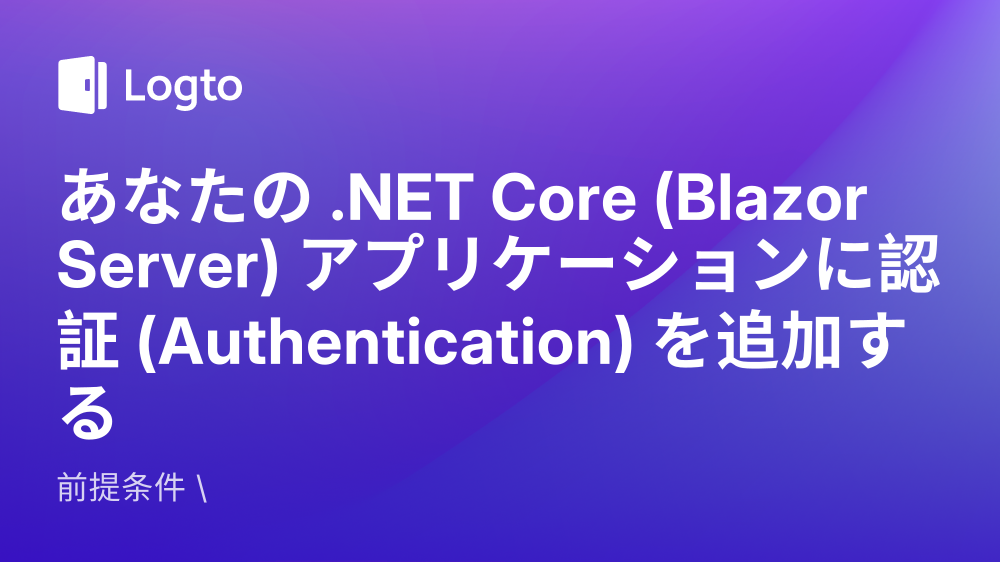 Logto
あなたの .NET Core (Blazor
Server) アプリケーションに認
証 (Authentication) を追加す
る
前提条件 \